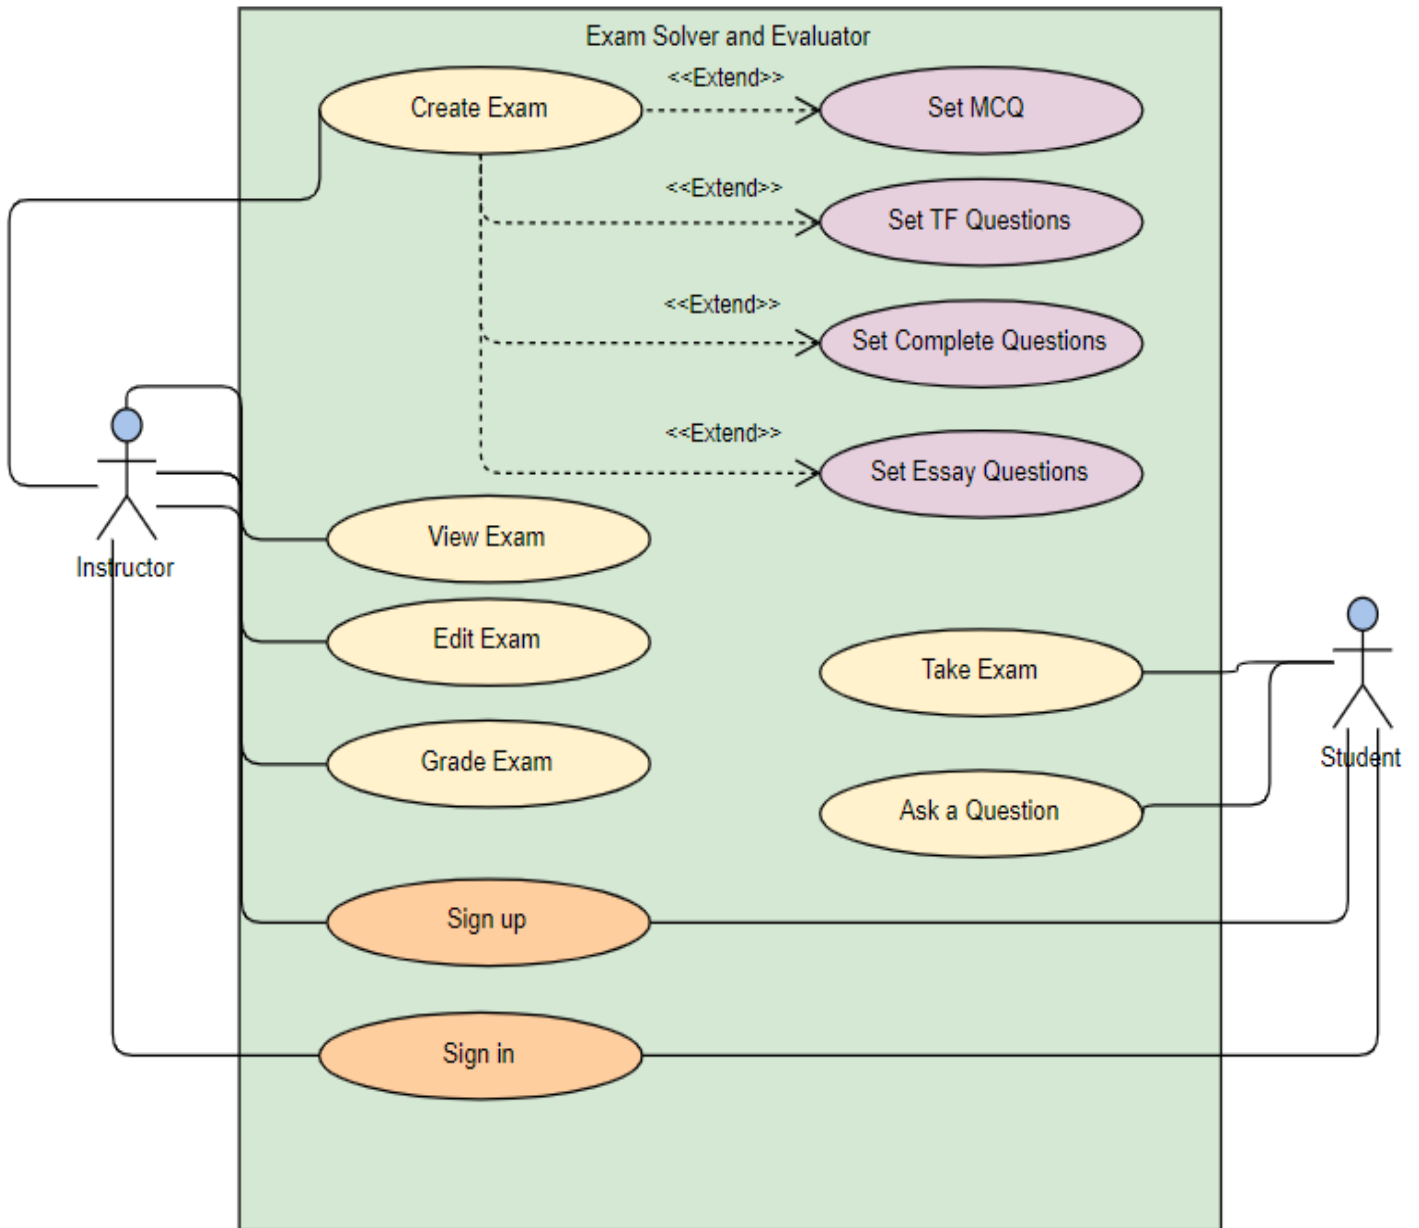 Exam Solver and Evaluator
Create Exam
<<Extend>>
Set MCQ
<<Extend>>
Set TF Questions
<<Extend>>
Set Complete Questions
<<Extend>>
Set Essay Questions
Instructor
View Exam
Edit Exam
Grade Exam
Take Exam
Ask a Question
Student
Sign up
Sign in